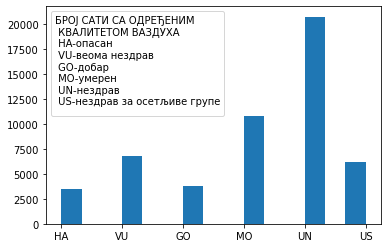 БРОЈ САТИ СА ОДРЕЂЕНИМ
КВАЛИТЕТОМ ВАЗДУХА
HA-опасан
VU-веома нездрав
GO-добар
MO-умерен
UN-нездрав
US-нездрав за осетљиве групе
20000
17500
15000
12500
10000
7500
5000
2500
0
HA VU GO MO UN US